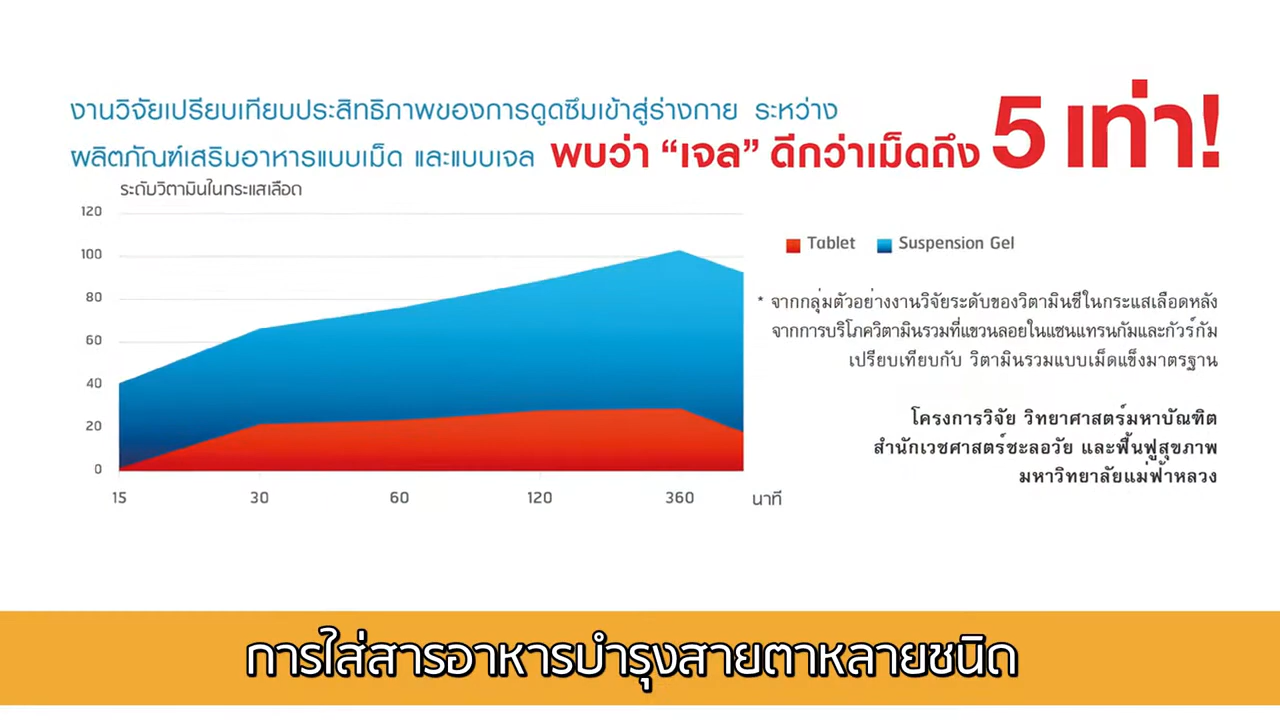 งานวิจัยเปรียบเทียบประสิทธิภาพของการดูดซึมเข้าสู่ร่างกาย ระหว่าง
ผลิตภัณฑ์เสริมอาหารแบบเม็ด และแบบเจล พบว่า “เจล” ดีกว่าเม็ดถึง 5 เท่า!
ระดับวิตามินในกระแสเลือด
120
100
80
60
40
20
0
15 30 60 120 360 นาที
Tablet Suspension Gel
* จากกลุ่มตัวอย่างงานวิจัยระดับของวิตามินซีในกระแสเลือดหลัง
จากการบริโภควิตามินรวมที่แขวนลอยในแซนแทรนกัมและกัวร์กัม
เปรียบเทียบกับ วิตามินรวมแบบเม็ดแข็งมาตรฐาน
โครงการวิจัย วิทยาศาสตร์มหาบัณฑิต
สำนักเวชศาสตร์ชะลอวัย และฟื้นฟูสุขภาพ
มหาวิทยาลัยแม่ฟ้าหลวง
การใส่สารอาหารบำรุงสายตาหลายชนิด